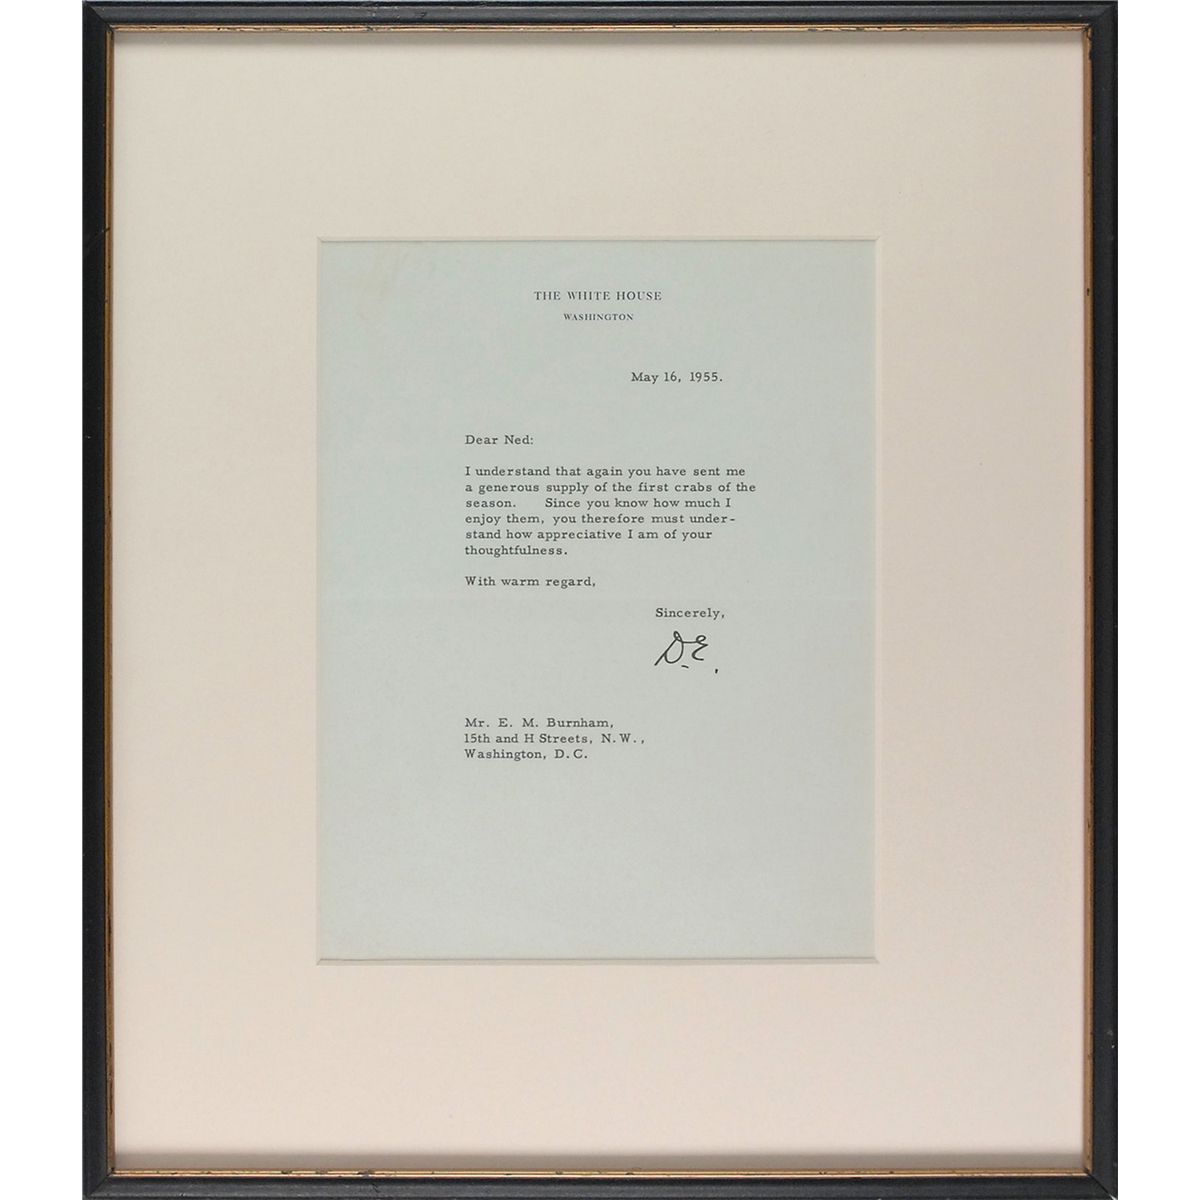 THE WHITE HOUSE
WASHINGTON
May 16, 1955.
Dear Ned:
I understand that again you have sent me
a generous supply of the first crabs of the
season. Since you know how much I
enjoy them, you therefore must under-
stand how appreciative I am of your
thoughtfulness.
With warm regard,
Sincerely,
D.E.
Mr. E. M. Burnham,
15th and H Streets, N.W.,
Washington, D.C.